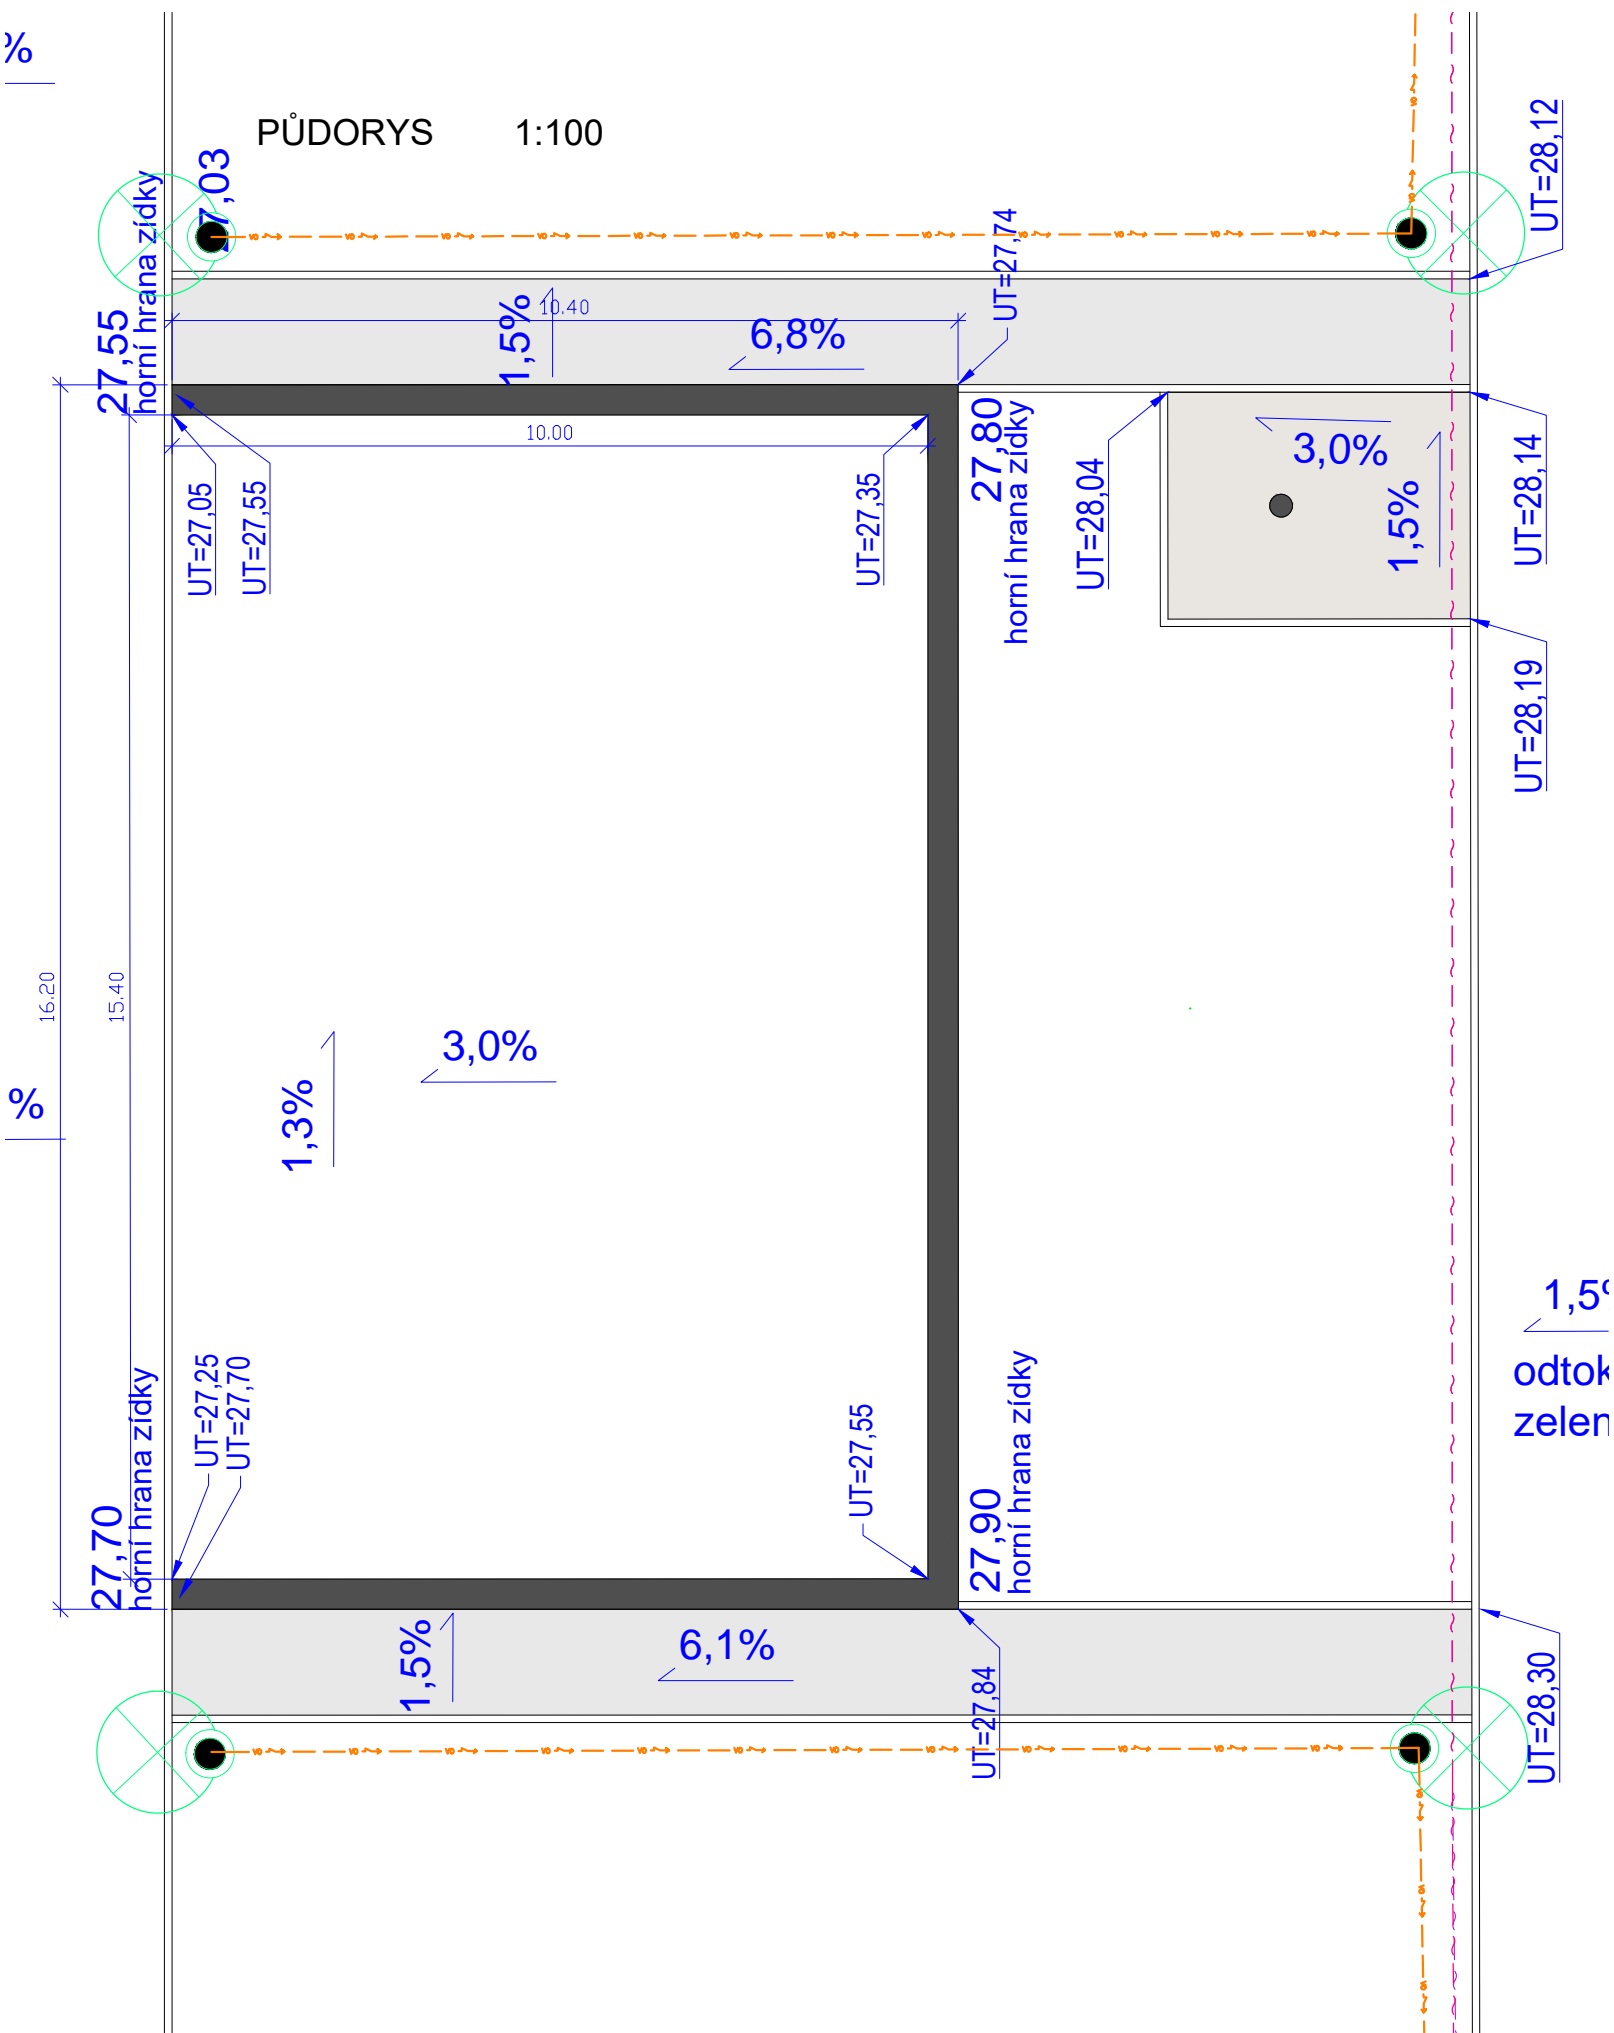 %
PŮDORYS 1:100
7,03
horní hrana zídky
27,55
UT=28,12
UT=27,74
10.40
1,5%
6,8%
10.00
27,80
horní hrana zídky
3,0%
1,5%
UT=28,04
UT=28,14
UT=27,05
UT=27,55
UT=27,35
UT=28,19
16.20
15.40
3,0%
1,3%
%
1,5%
odtok
zelen
UT=27,25
UT=27,70
horní hrana zídky
27,70
UT=27,55
27,90
horní hrana zídky
1,5%
6,1%
UT=27,84
UT=28,30